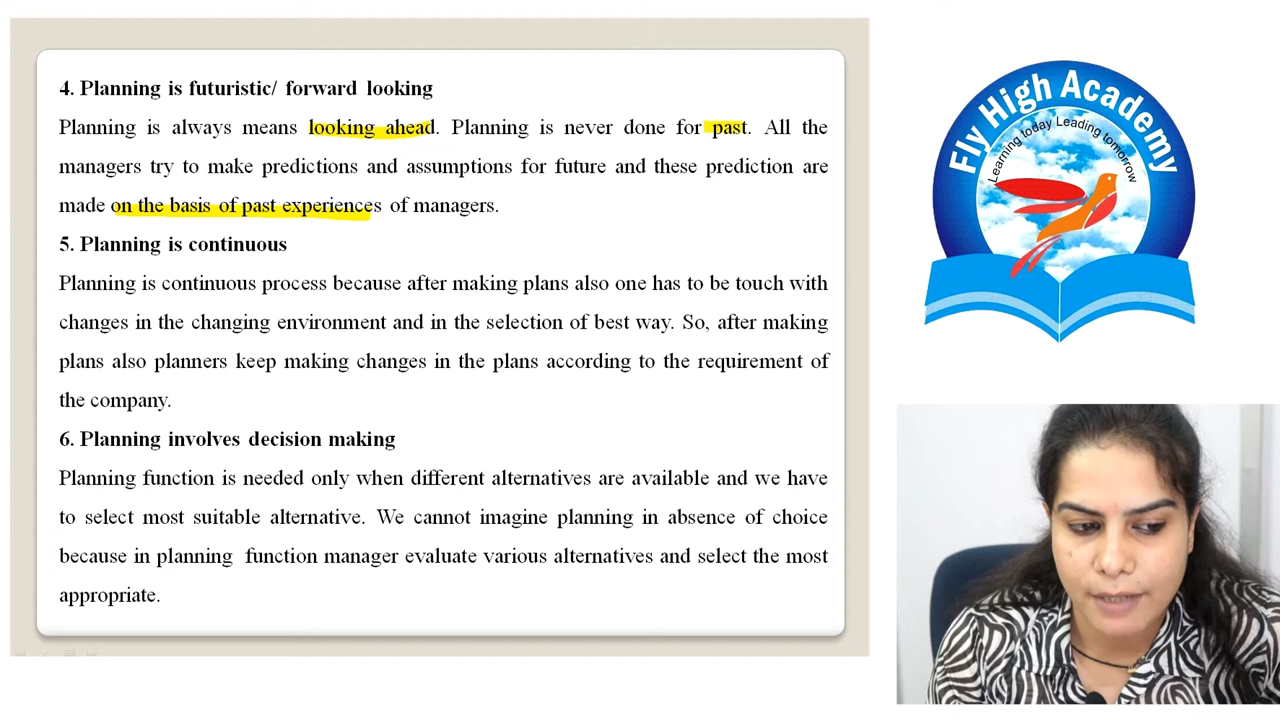 4. Planning is futuristic/ forward looking
Planning is always means looking ahead. Planning is never done for past. All the
managers try to make predictions and assumptions for future and these prediction are
made on the basis of past experiences of managers.
5. Planning is continuous
Planning is continuous process because after making plans also one has to be touch with
changes in the changing environment and in the selection of best way. So, after making
plans also planners keep making changes in the plans according to the requirement of
the company.
6. Planning involves decision making
Planning function is needed only when different alternatives are available and we have
to select most suitable alternative. We cannot imagine planning in absence of choice
because in planning function manager evaluate various alternatives and select the most
appropriate.
Fly High Academy
Learning today Leading tomorrow